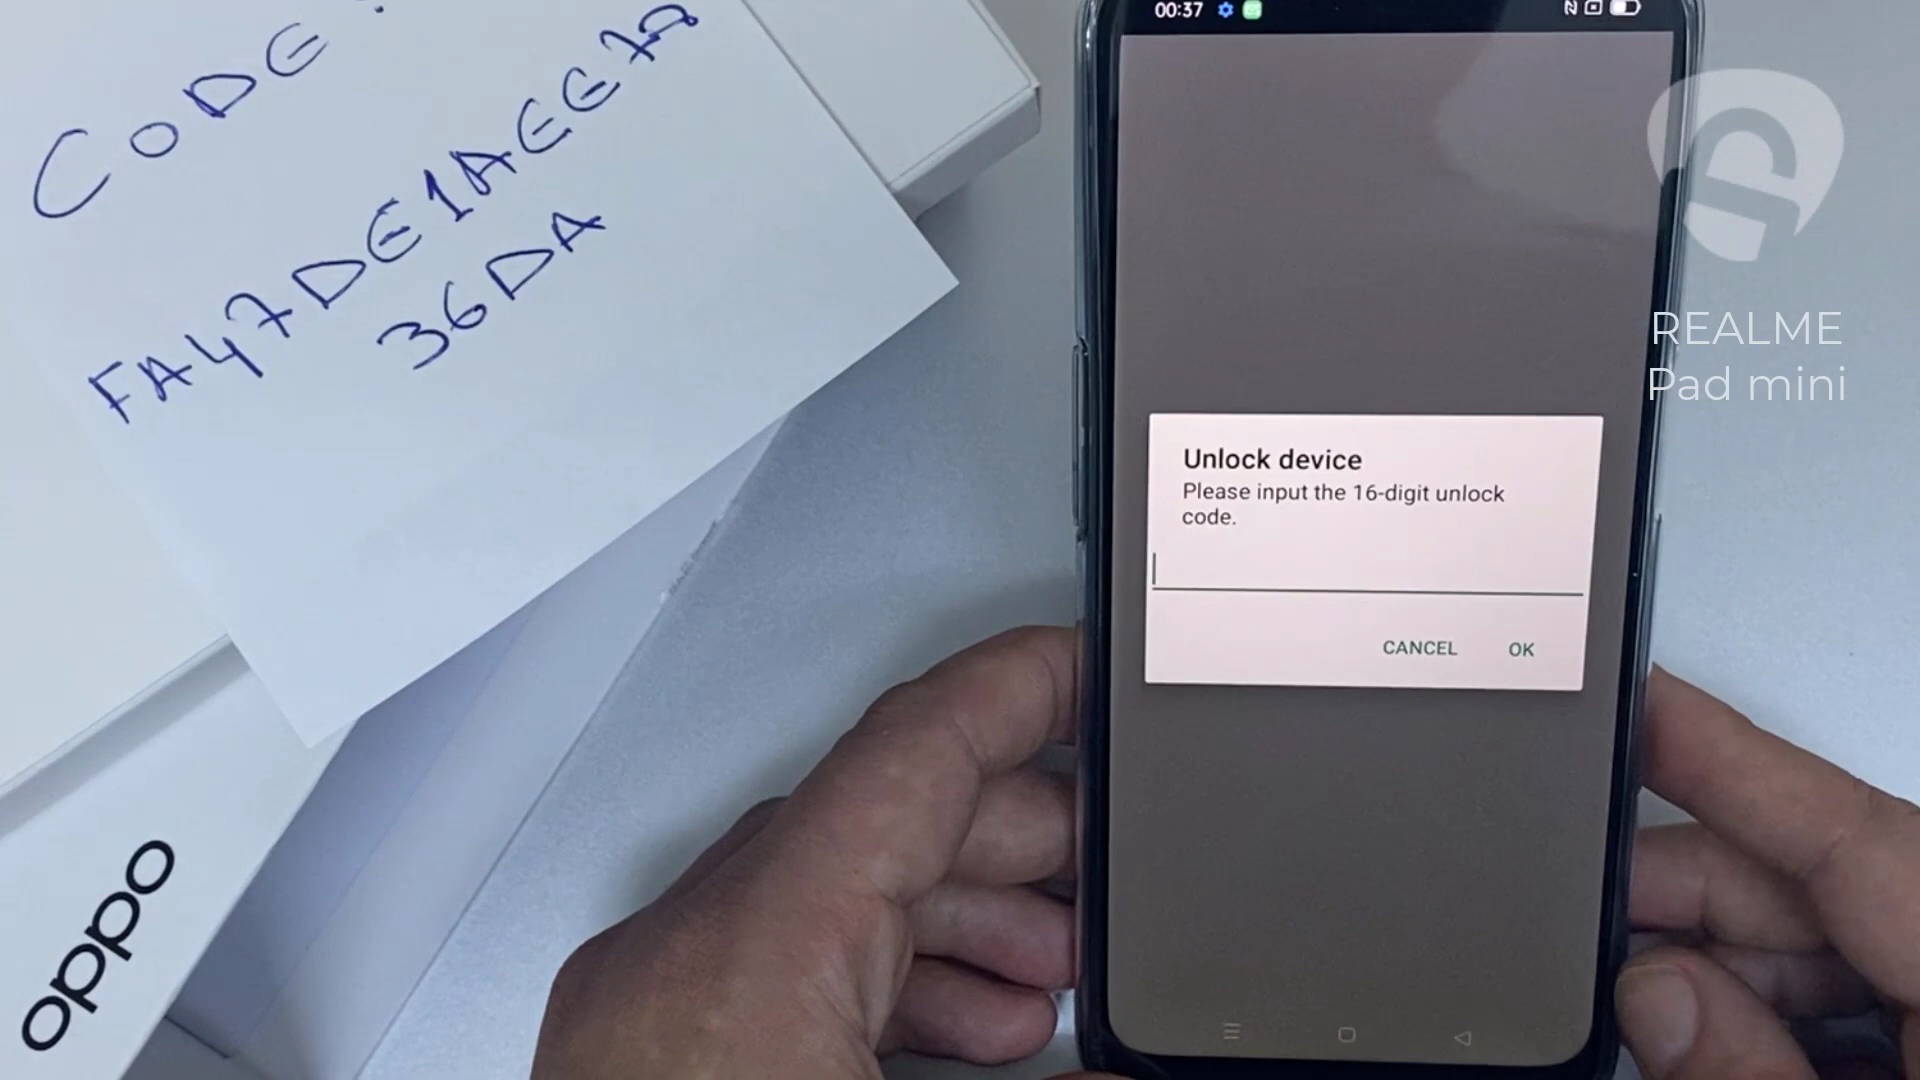 CODE:
FA47DE1AEE78
36DA
oppo
00:37
Unlock device
Please input the 16-digit unlock
code.
CANCEL OK
REALME
Pad mini